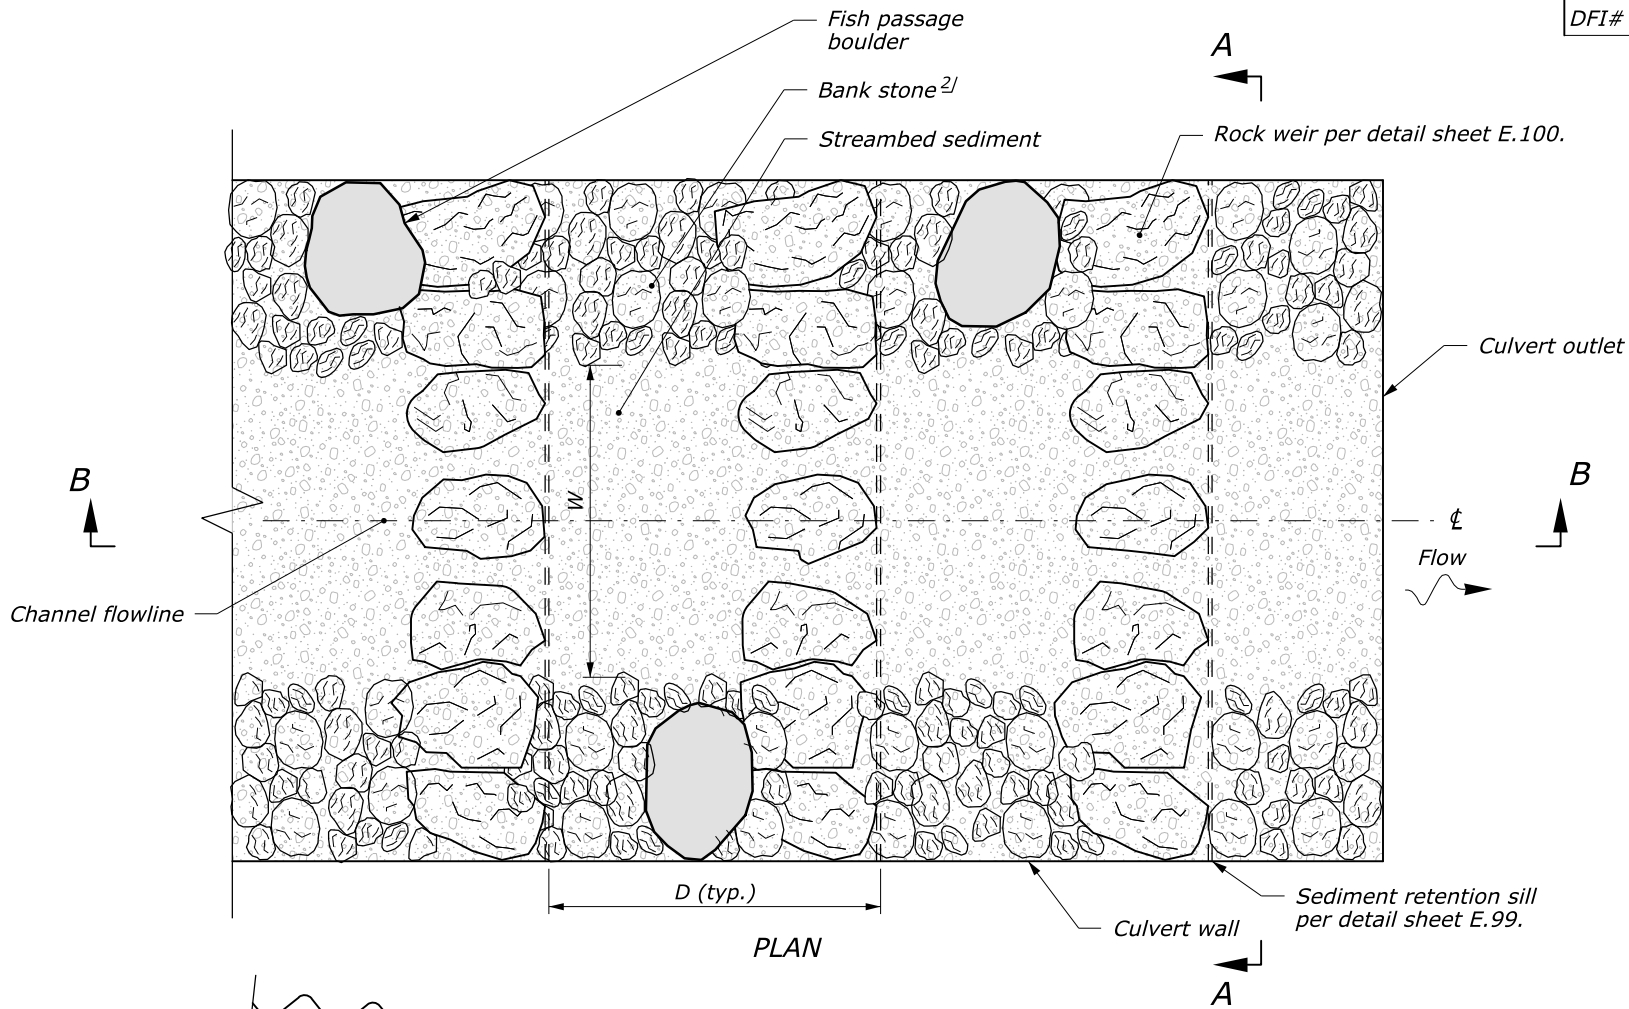 DFI#
Fish passage
boulder
A
Bank stone 2/
Streambed sediment
Rock weir per detail sheet E.100.
Culvert outlet
B
B
W
℄
Flow
Channel flowline
D (typ.)
Sediment retention sill
per detail sheet E.99.
Culvert wall
PLAN
A